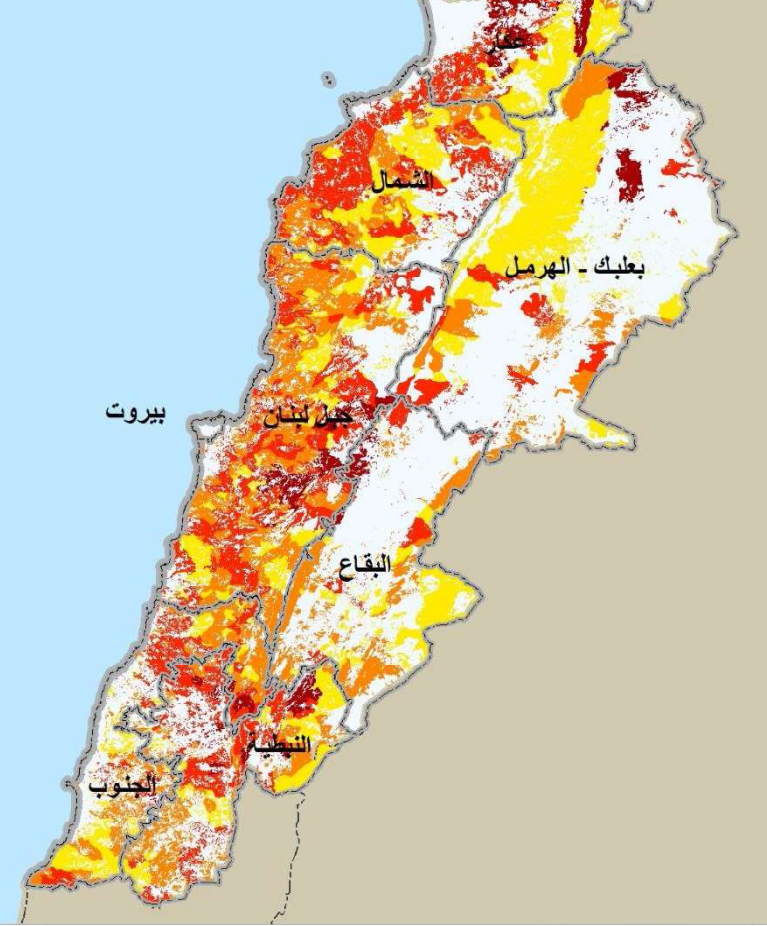 عكار
الشمال
بعلبك - الهرمل
بيروت
جبل لبنان
البقاع
النبطية
الجنوب